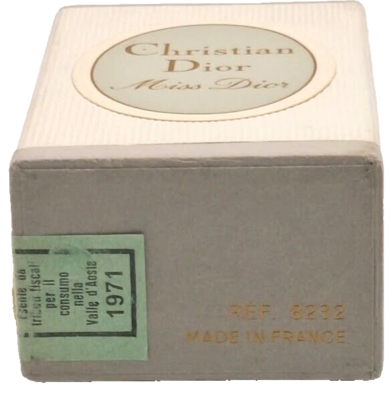 Christian
Dior
Miss Dior
Esente da
tributi fiscali
per il
consumo
nella
Valle d'Aosta
1971
REF. 6232
MADE IN FRANCE